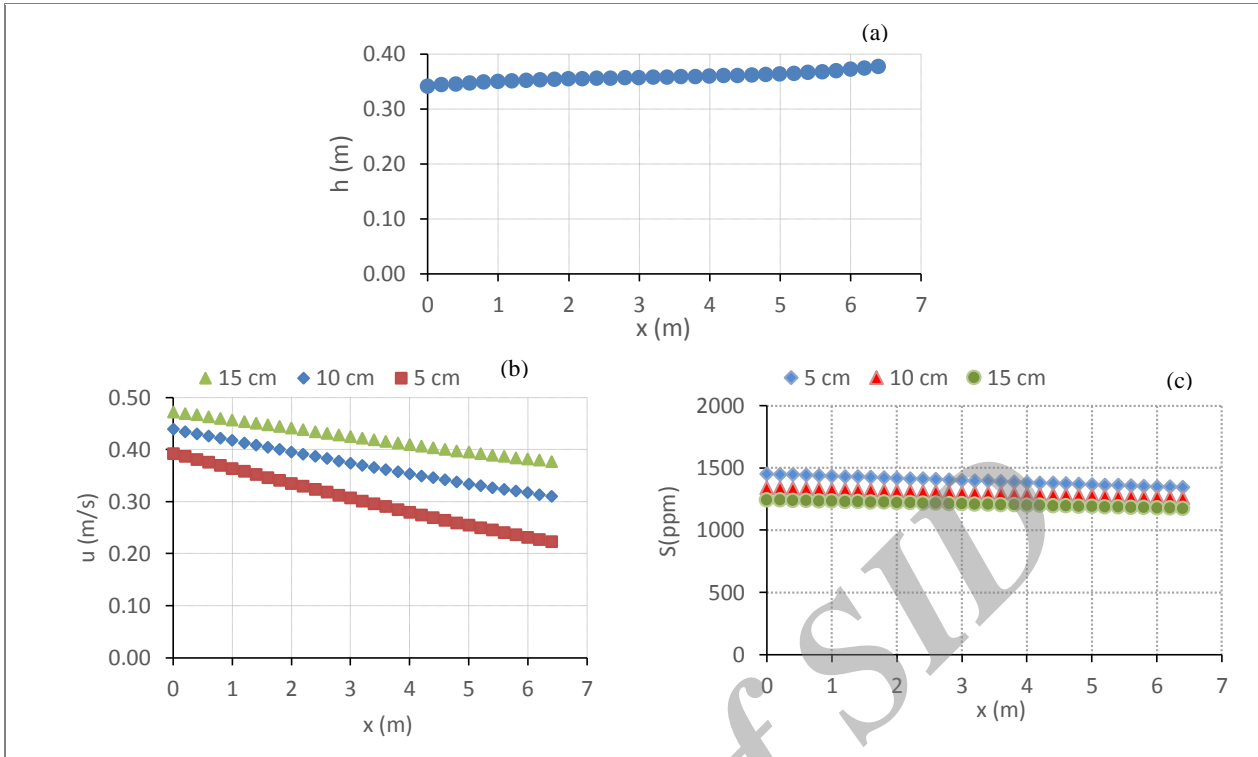 (a)
0.40
0.30
0.20
0.10
0.00
h (m)
0 1 2 3 4 5 6 7
x (m)
(b)
15 cm 10 cm 5 cm
0.50
0.40
0.30
0.20
0.10
0.00
u (m/s)
0 1 2 3 4 5 6 7
x (m)
5 cm 10 cm 15 cm
(c)
2000
1500
1000
500
0
S(ppm)
0 1 2 3 4 5 6 7
x (m)
f SID